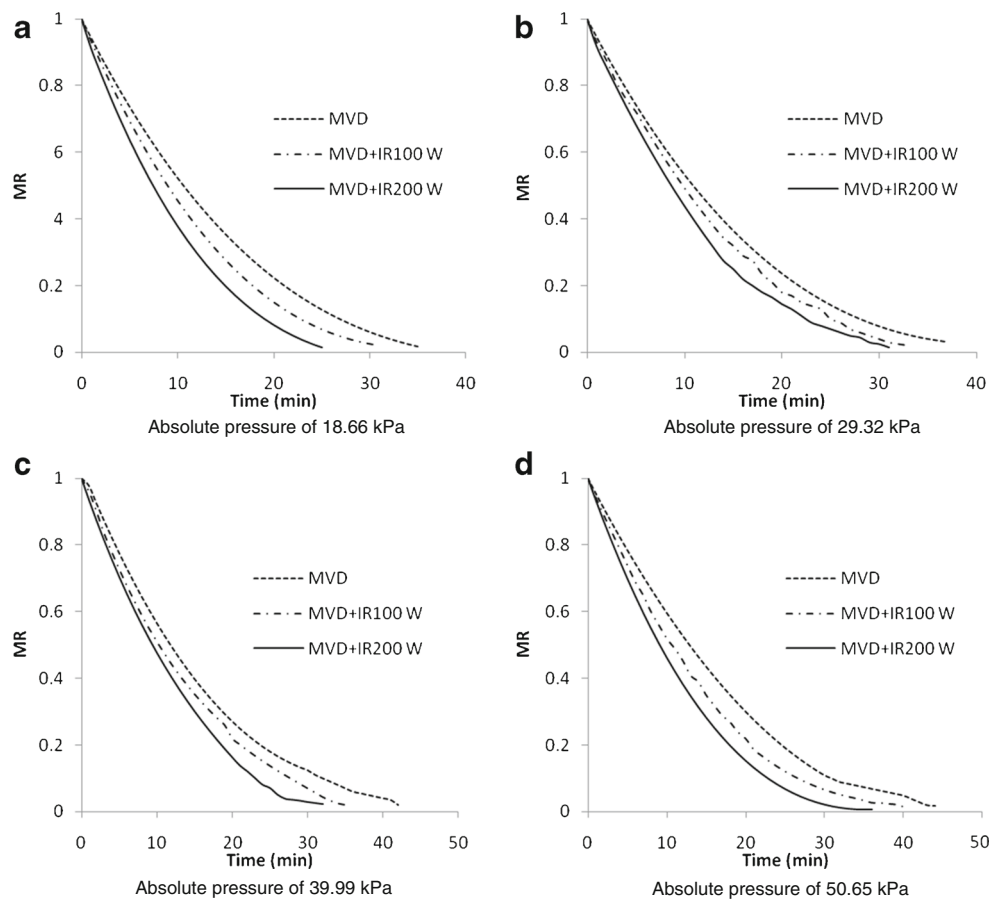 a
1
0.8
6
4
0.2
0
MR
0 10 20 30 40
Time (min)
MVD
MVD+IR100 W
MVD+IR200 W
Absolute pressure of 18.66 kPa
b
1
0.8
0.6
0.4
0.2
0
MR
0 10 20 30 40
Time (min)
MVD
MVD+IR100 W
MVD+IR200 W
Absolute pressure of 29.32 kPa
c
1
0.8
0.6
0.4
0.2
0
MR
0 10 20 30 40 50
Time (min)
MVD
MVD+IR100 W
MVD+IR200 W
Absolute pressure of 39.99 kPa
d
1
0.8
0.6
0.4
0.2
0
MR
0 10 20 30 40 50
Time (min)
MVD
MVD+IR100 W
MVD+IR200 W
Absolute pressure of 50.65 kPa